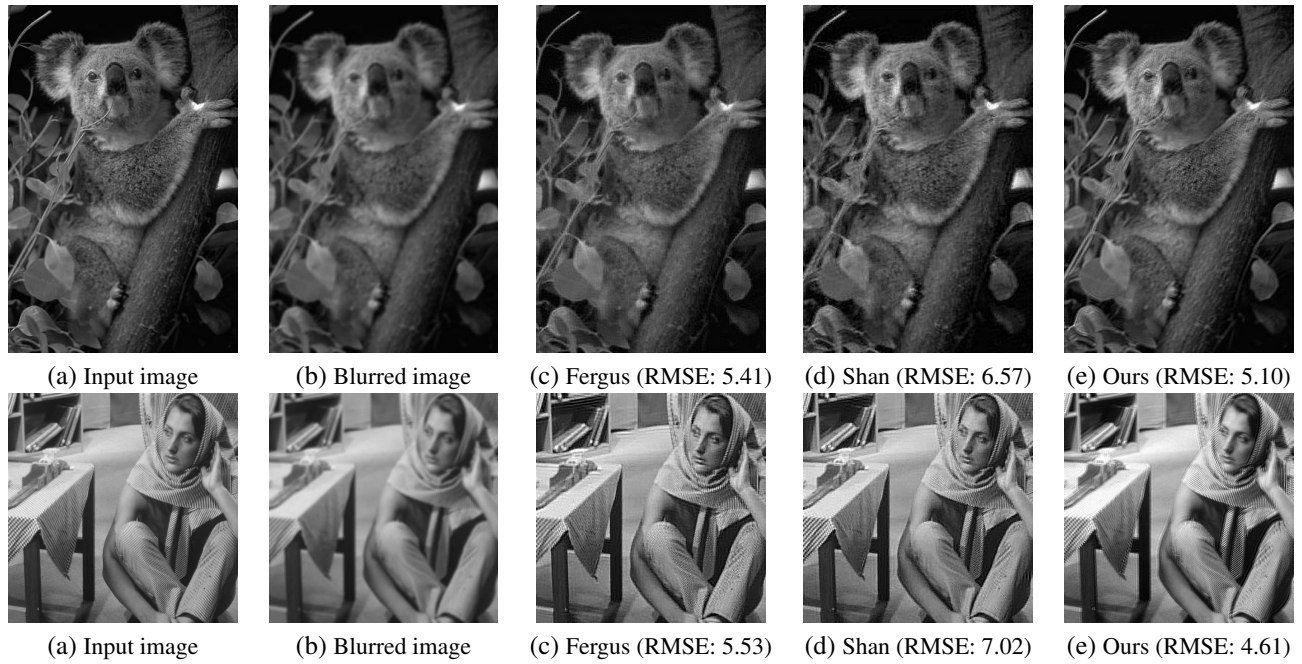 (a) Input image (b) Blurred image (c) Fergus (RMSE: 5.41) (d) Shan (RMSE: 6.57) (e) Ours (RMSE: 5.10)
(a) Input image (b) Blurred image (c) Fergus (RMSE: 5.53) (d) Shan (RMSE: 7.02) (e) Ours (RMSE: 4.61)